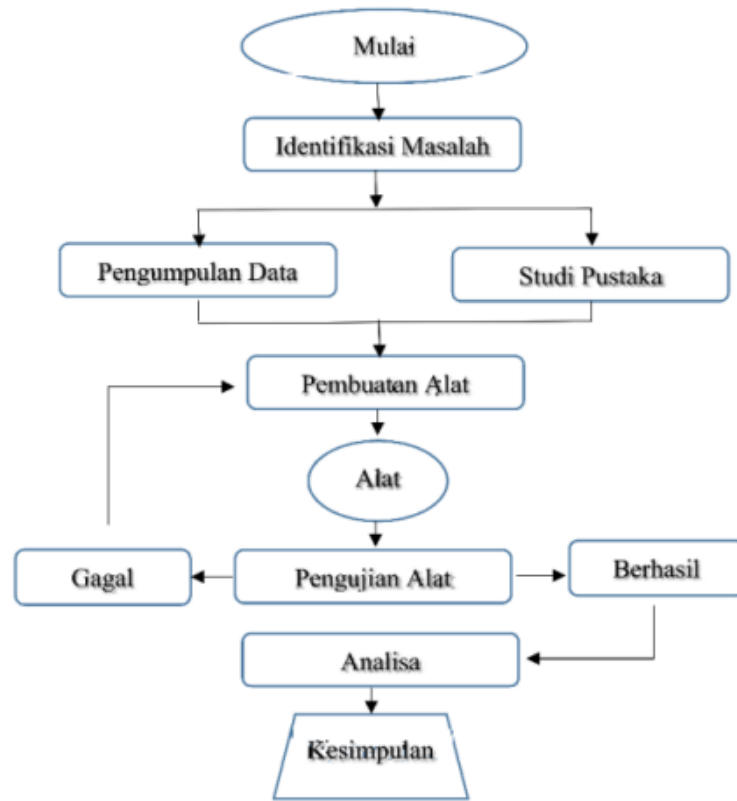 Mulai
Identifikasi Masalah
Pengumpulan Data
Studi Pustaka
Pembuatan Alat
Alat
Gagal
Pengujian Alat
Berhasil
Analisa
Kesimpulan